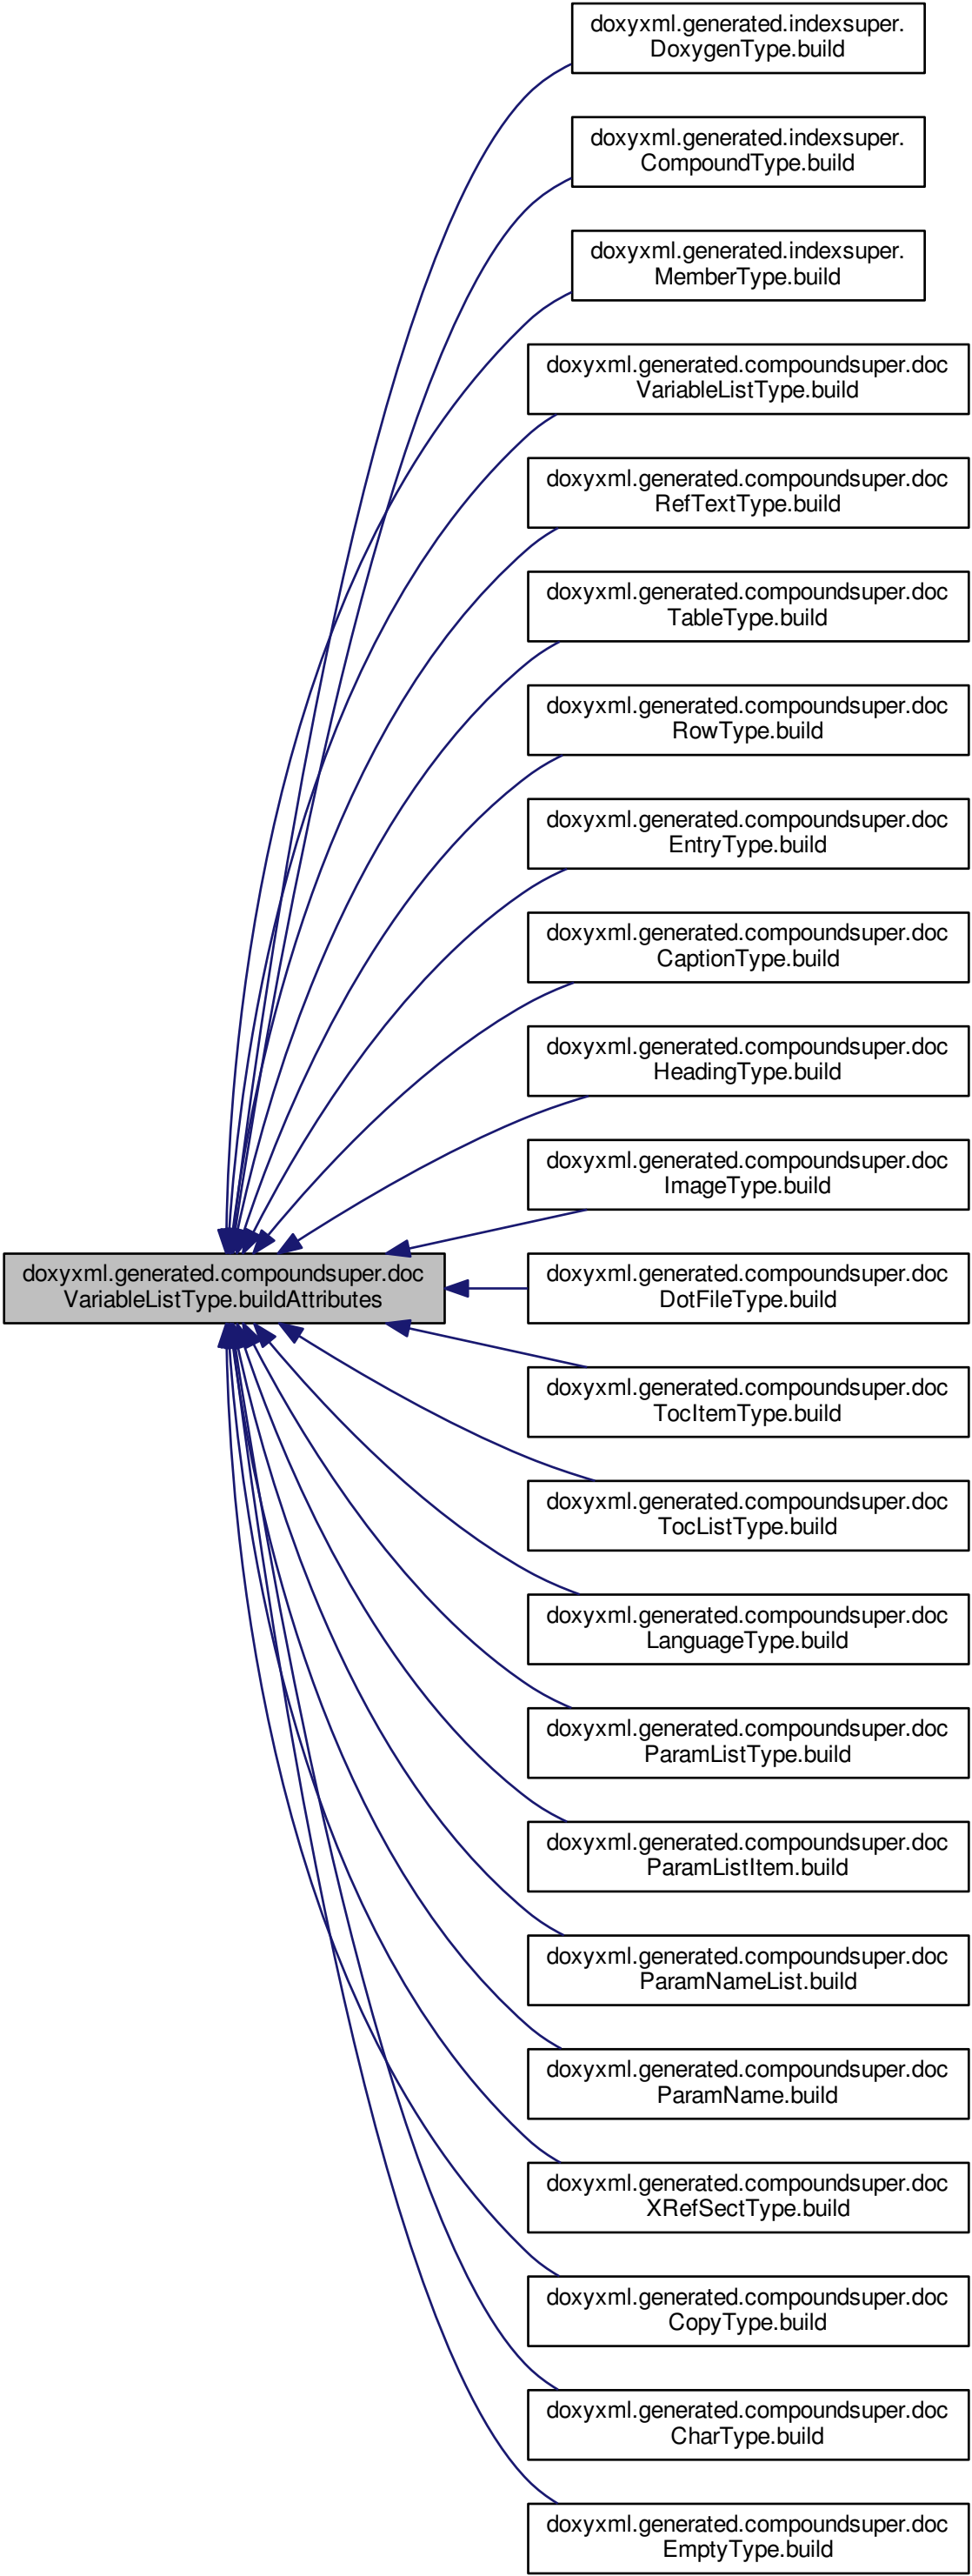 doxyxml.generated.indexsuper.
DoxygenType.build
doxyxml.generated.indexsuper.
CompoundType.build
doxyxml.generated.indexsuper.
MemberType.build
doxyxml.generated.compoundsuper.doc
VariableListType.build
doxyxml.generated.compoundsuper.doc
RefTextType.build
doxyxml.generated.compoundsuper.doc
TableType.build
doxyxml.generated.compoundsuper.doc
RowType.build
doxyxml.generated.compoundsuper.doc
EntryType.build
doxyxml.generated.compoundsuper.doc
CaptionType.build
doxyxml.generated.compoundsuper.doc
HeadingType.build
doxyxml.generated.compoundsuper.doc
ImageType.build
doxyxml.generated.compoundsuper.doc
VariableListType.buildAttributes
doxyxml.generated.compoundsuper.doc
DotFileType.build
doxyxml.generated.compoundsuper.doc
TocItemType.build
doxyxml.generated.compoundsuper.doc
TocListType.build
doxyxml.generated.compoundsuper.doc
LanguageType.build
doxyxml.generated.compoundsuper.doc
ParamListType.build
doxyxml.generated.compoundsuper.doc
ParamListItem.build
doxyxml.generated.compoundsuper.doc
ParamNameList.build
doxyxml.generated.compoundsuper.doc
ParamName.build
doxyxml.generated.compoundsuper.doc
XRefSectType.build
doxyxml.generated.compoundsuper.doc
CopyType.build
doxyxml.generated.compoundsuper.doc
CharType.build
doxyxml.generated.compoundsuper.doc
EmptyType.build